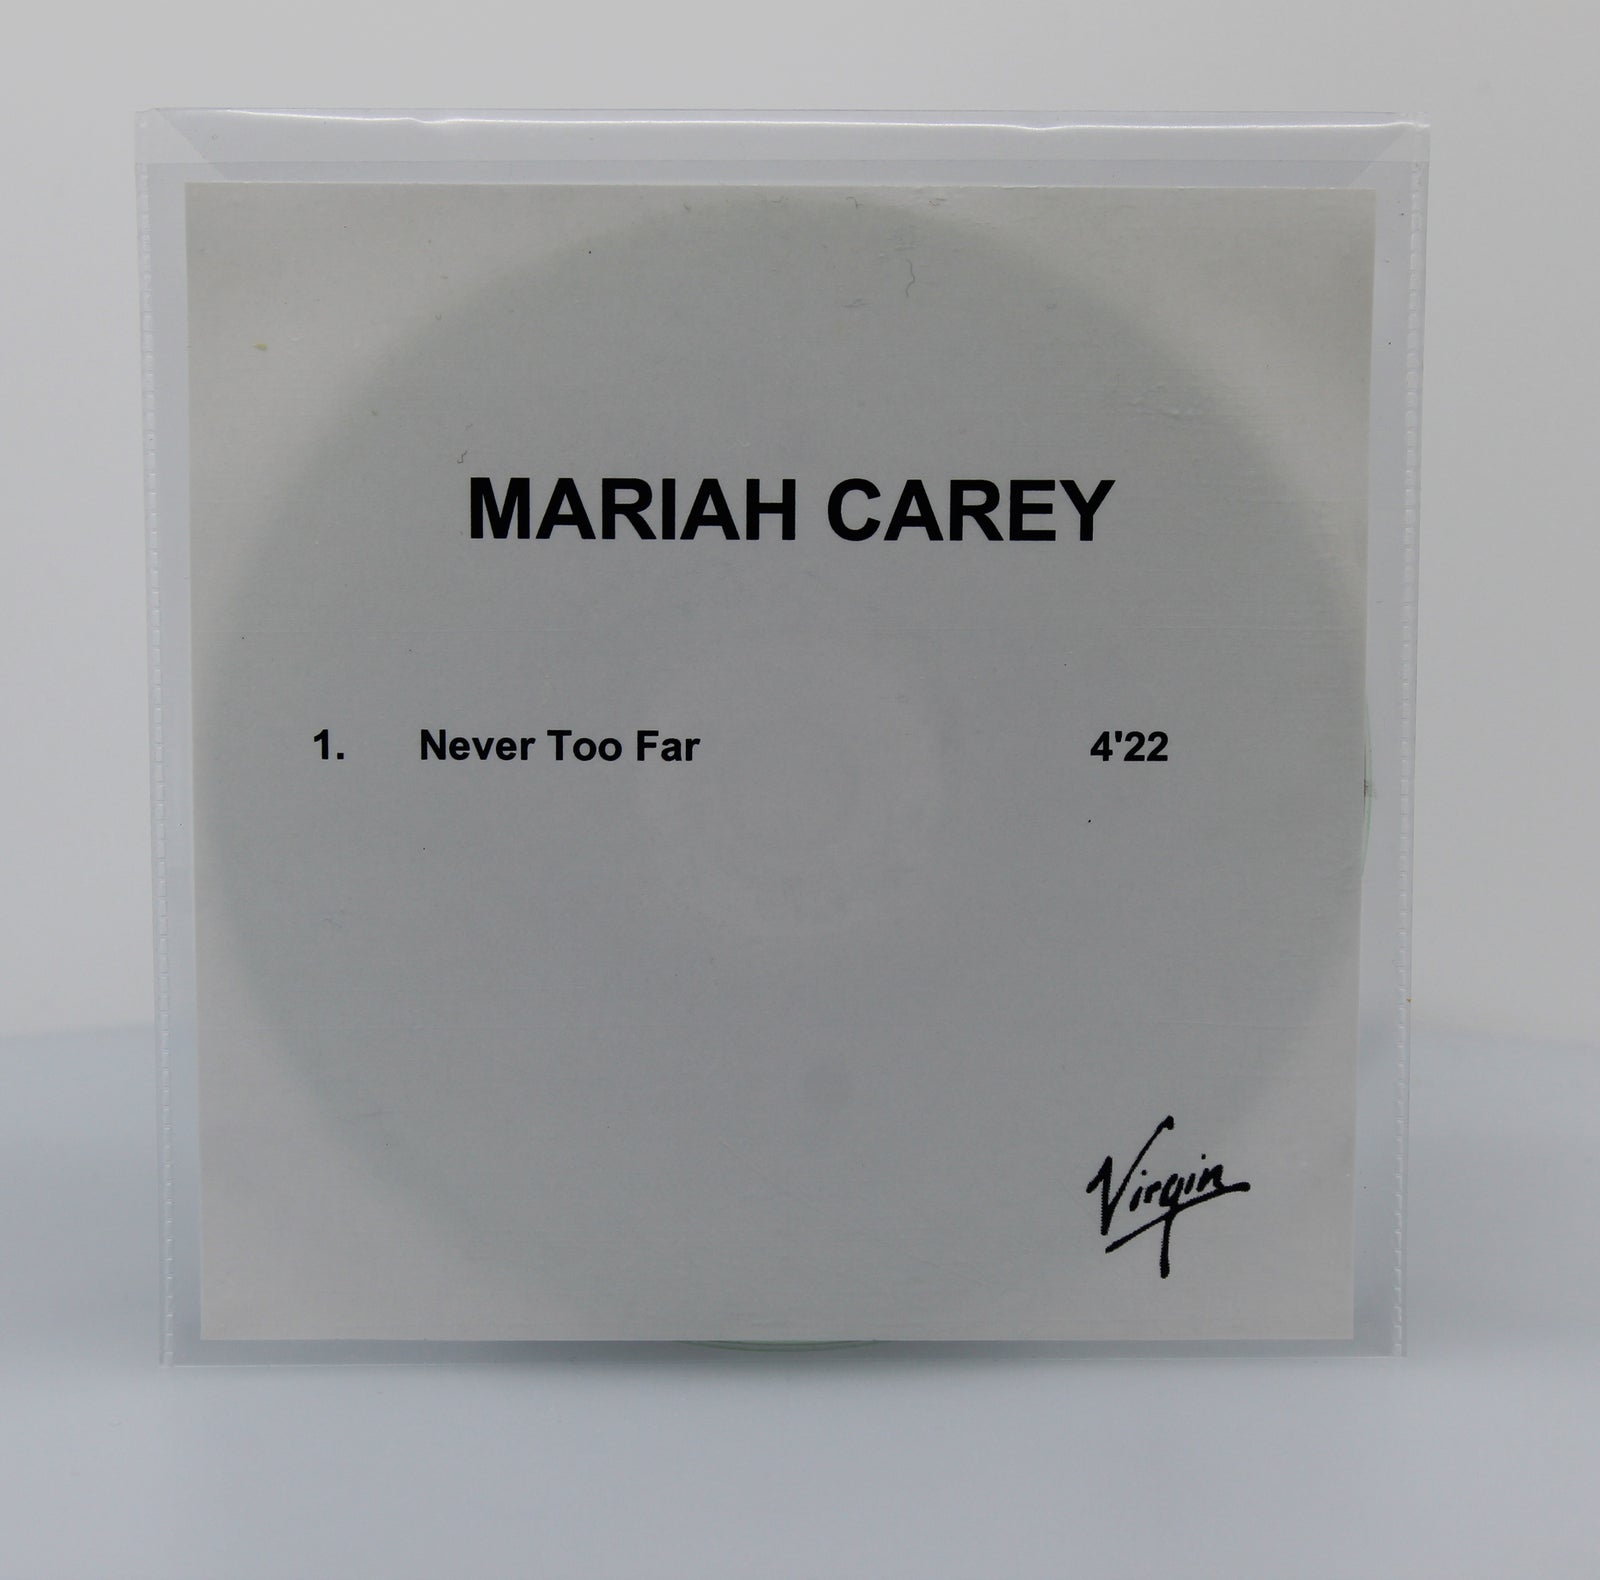 MARIAH CAREY
1. Never Too Far 4'22
Virgin